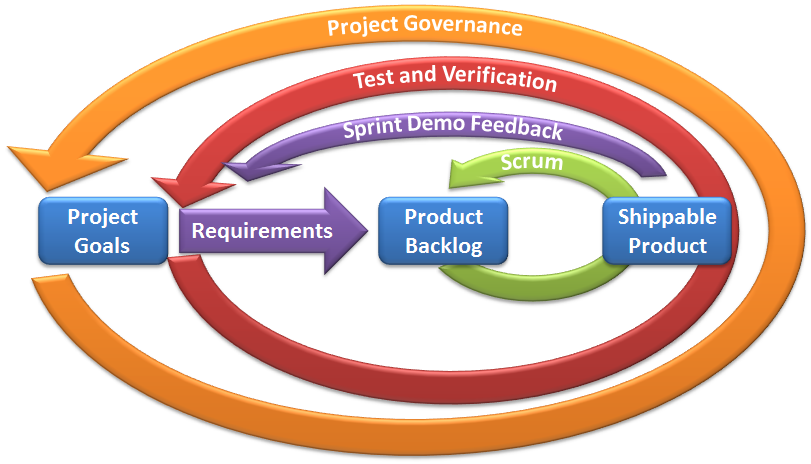 Project Governance
Test and Verification
Sprint Demo Feedback
Scrum
Project
Goals
Requirements
Product
Backlog
Shippable
Product